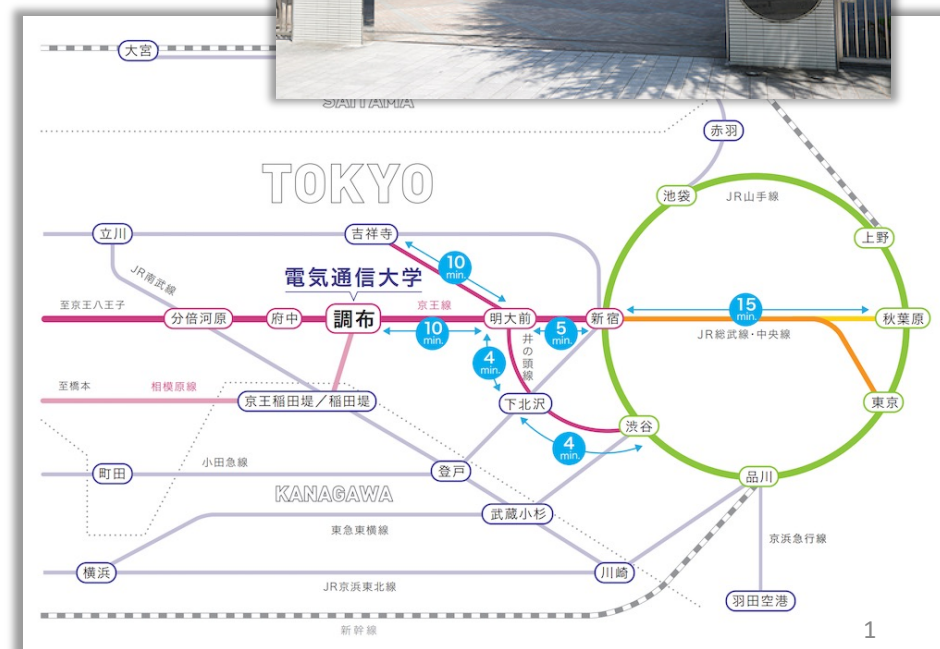 大宮
SAITAMA
赤羽
TOKYO
池袋
JR山手線
立川
吉祥寺
上野
10
min.
JR南武線
電気通信大学
至京王八王子
京王線
15
min.
分倍河原
府中
調布
明大前
新宿
秋葉原
10
min.
5
min.
JR総武線・中央線
井の頭線
4
min.
至橋本
相模原線
京王稲田堤/稲田堤
下北沢
東京
渋谷
4
min.
小田急線
町田
登戸
品川
KANAGAWA
武蔵小杉
東急東横線
京浜急行線
横浜
川崎
JR京浜東北線
羽田空港
新幹線
1